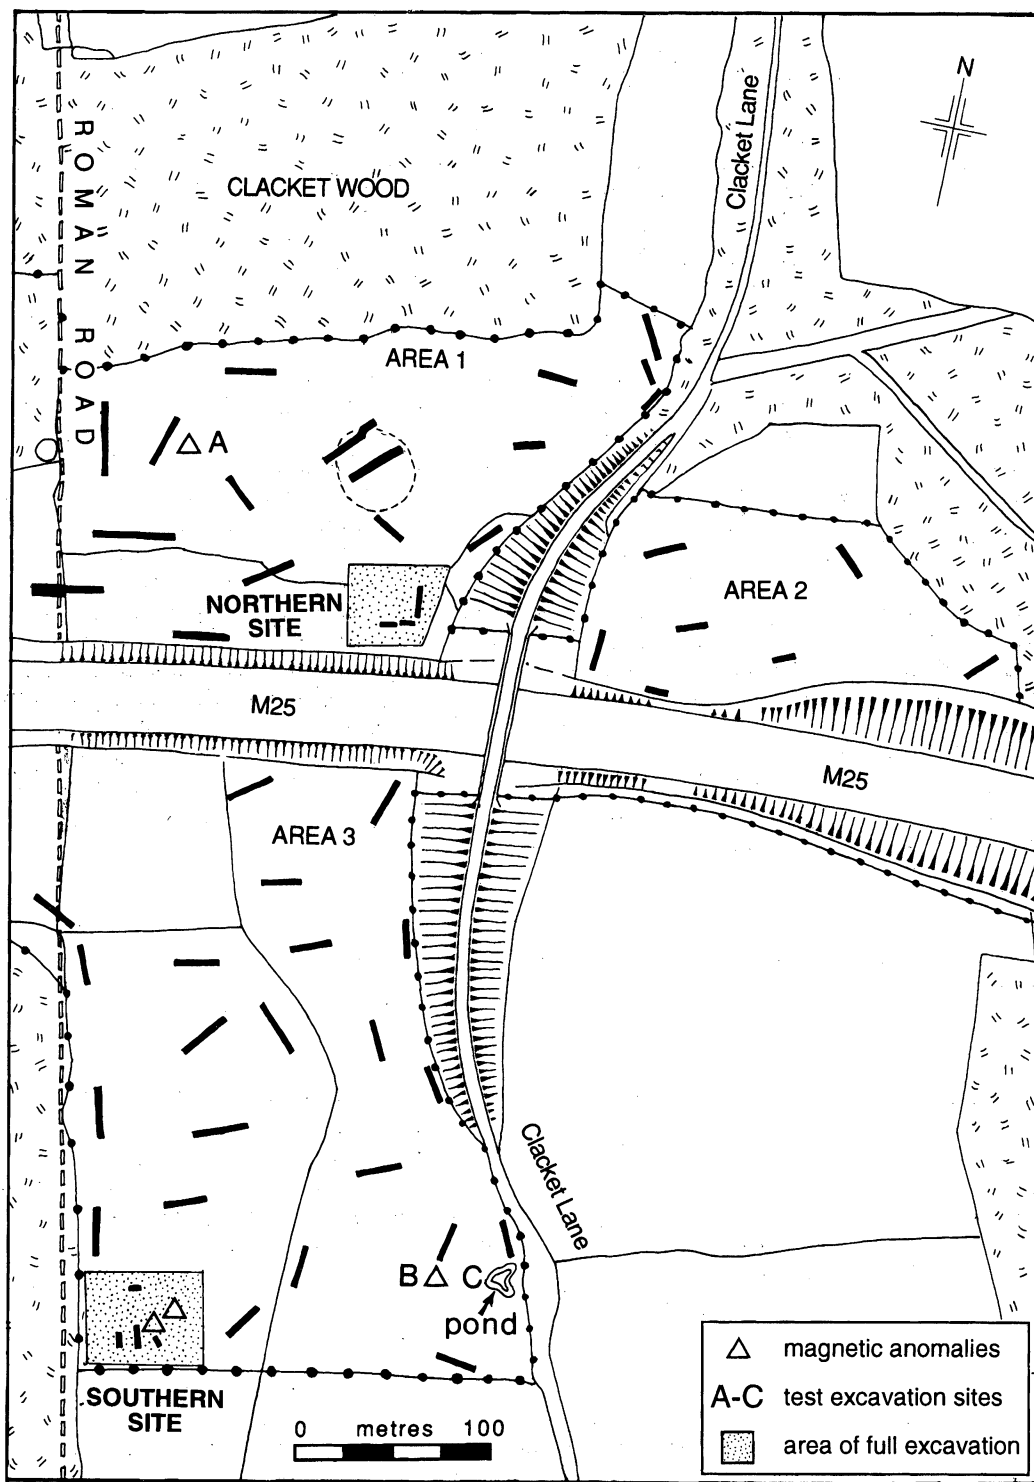 N
Clacket Lane
ROMAN ROAD
CLACKET WOOD
AREA 1
A
AREA 2
NORTHERN
SITE
M25
M25
AREA 3
Clacket Lane
B
C
pond
SOUTHERN
SITE
0 metres 100
magnetic anomalies
A-C test excavation sites
area of full excavation